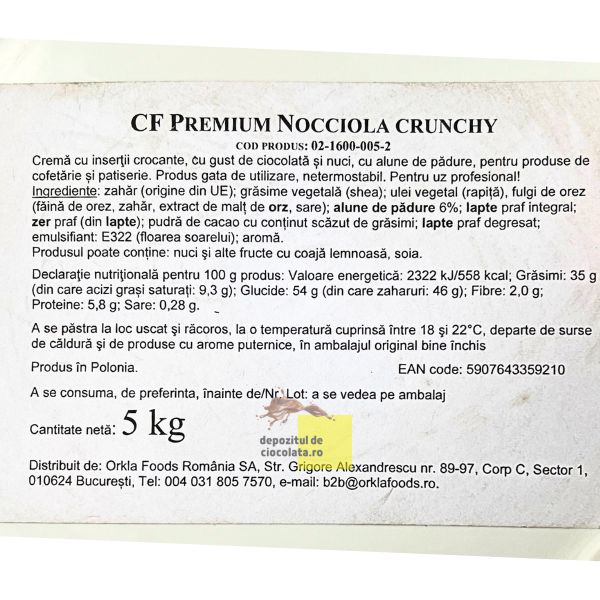 CF PREMIUM NOCCIOLA CRUNCHY
COD PRODUS: 02-1600-005-2
Cremă cu inserţii crocante, cu gust de ciocolată și nuci, cu alune de pădure, pentru produse de
cofetărie și patiserie. Produs gata de utilizare, netermostabil. Pentru uz profesional!
Ingrediente: zahăr (origine din UE); grăsime vegetală (shea); ulei vegetal (rapiță), fulgi de orez
(făină de orez, zahăr, extract de malț de orz, sare); alune de pădure 6%; lapte praf integral;
zer praf (din lapte); pudră de cacao cu conținut scăzut de grăsimi; lapte praf degresat;
emulsifiant: E322 (floarea soarelui); aromă.
Produsul poate conține: nuci și alte fructe cu coajă lemnoasă, soia.
Declaraţie nutriţională pentru 100 g produs: Valoare energetică: 2322 kJ/558 kcal; Grăsimi: 35 g
(din care acizi grași saturați: 9,3 g); Glucide: 54 g (din care zaharuri: 46 g); Fibre: 2,0 g;
Proteine: 5,8 g; Sare: 0,28 g.
A se păstra la loc uscat şi răcoros, la o temperatură cuprinsă între 18 și 22°C, departe de surse
de căldură și de produse cu arome puternice, în ambalajul original bine închis
Produs în Polonia. EAN code: 5907643359210
A se consuma, de preferinta, înainte de/Nr. Lot: a se vedea pe ambalaj
Cantitate netă: 5 kg
depozitul de
ciocolata.ro
Distribuit de: Orkla Foods România SA, Str. Grigore Alexandrescu nr. 89-97, Corp C, Sector 1,
010624 București, Tel: 004 031 805 7570, e-mail: b2b@orklafoods.ro.